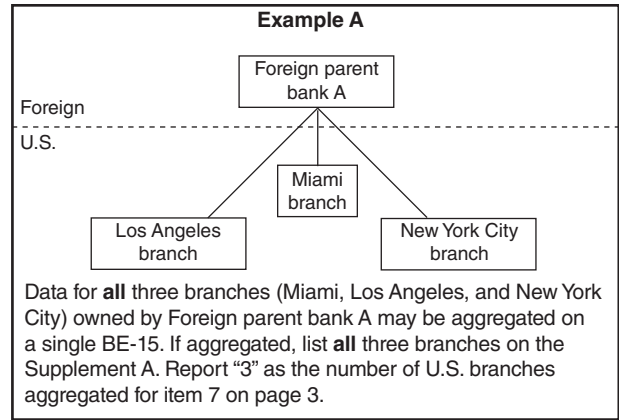 Example A
Foreign parent
bank A
Foreign
U.S.
Miami
branch
Los Angeles
branch
New York City
branch
Data for all three branches (Miami, Los Angeles, and New York
City) owned by Foreign parent bank A may be aggregated on
a single BE-15. If aggregated, list all three branches on the
Supplement A. Report “3” as the number of U.S. branches
aggregated for item 7 on page 3.